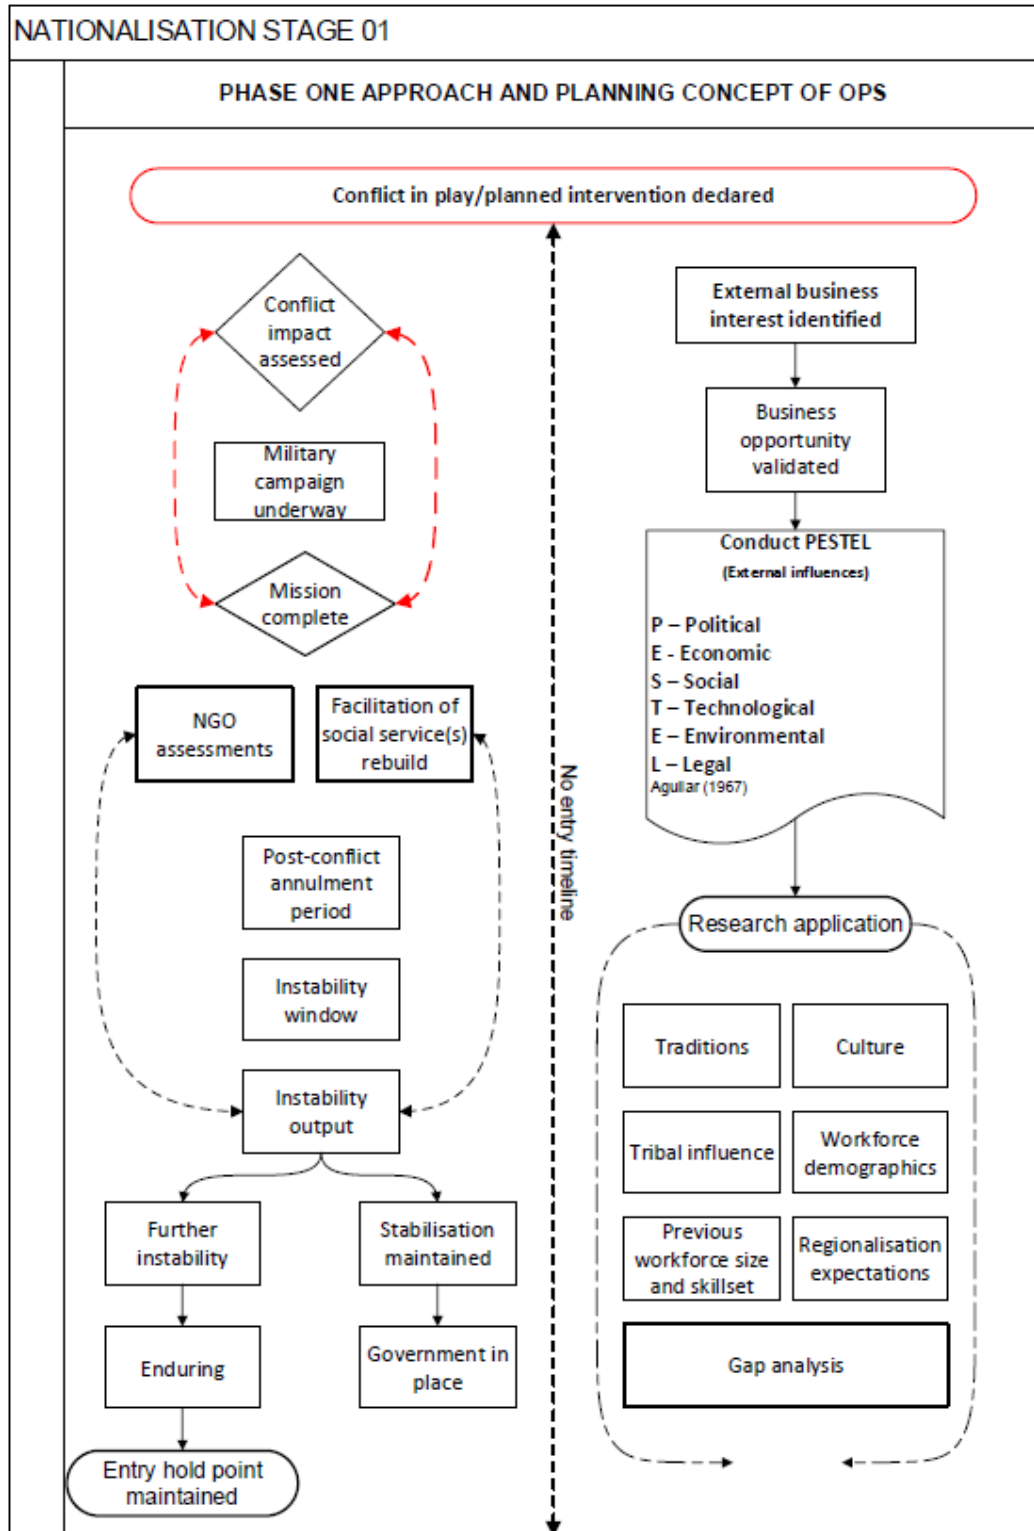 NATIONALISATION STAGE 01
PHASE ONE APPROACH AND PLANNING CONCEPT OF OPS
Conflict in play/planned intervention declared
Conflict
impact
assessed
Military
campaign
underway
Mission
complete
NGO
assessments
Facilitation of
social service(s)
rebuild
Post-conflict
annulment
period
Instability
window
Instability
output
Further
instability
Stabilisation
maintained
Enduring
Government in
place
Entry hold point
maintained
No entry timeline
External business
interest identified
Business
opportunity
validated
Conduct PESTEL
(External influences)
P – Political
E - Economic
S – Social
T – Technological
E – Environmental
L – Legal
Aguilar (1967)
Research application
Traditions
Culture
Tribal influence
Workforce
demographics
Previous
workforce size
and skillset
Regionalisation
expectations
Gap analysis